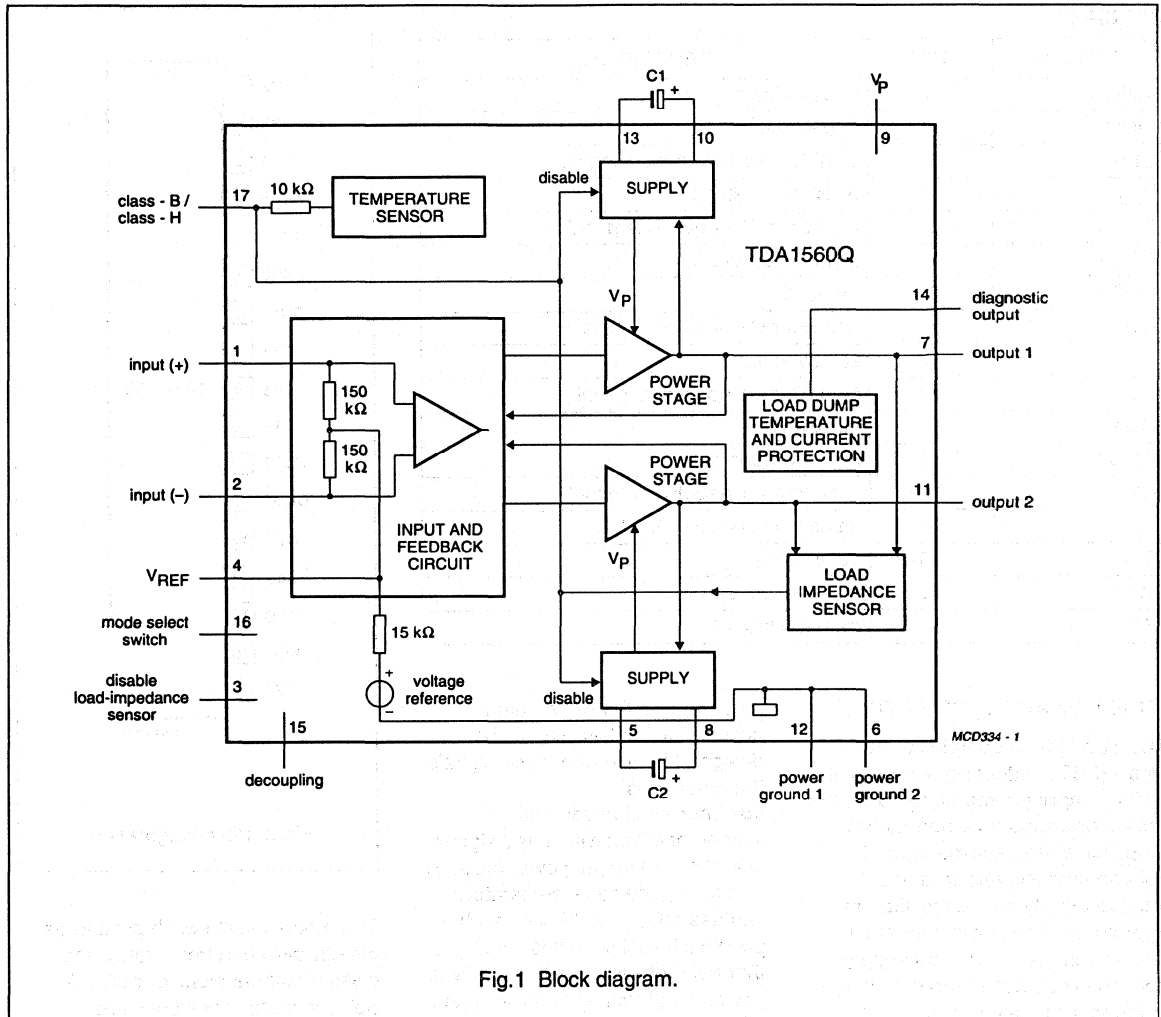 C1
+
VP
13
10
9
disable
SUPPLY
class - B /
class - H
17
10 kΩ
TEMPERATURE
SENSOR
TDA1560Q
VP
14
diagnostic
output
input (+)
1
150
kΩ
150
kΩ
POWER
STAGE
7
output 1
LOAD DUMP
TEMPERATURE
AND CURRENT
PROTECTION
input (−)
2
POWER
STAGE
11
output 2
INPUT AND
FEEDBACK
CIRCUIT
VP
VREF
4
LOAD
IMPEDANCE
SENSOR
mode select
switch
16
15 kΩ
disable
load-impedance
sensor
3
+
−
voltage
reference
disable
SUPPLY
15
decoupling
5
8
12
6
MCD334 - 1
C2
+
power
ground 1
power
ground 2
Fig.1 Block diagram.